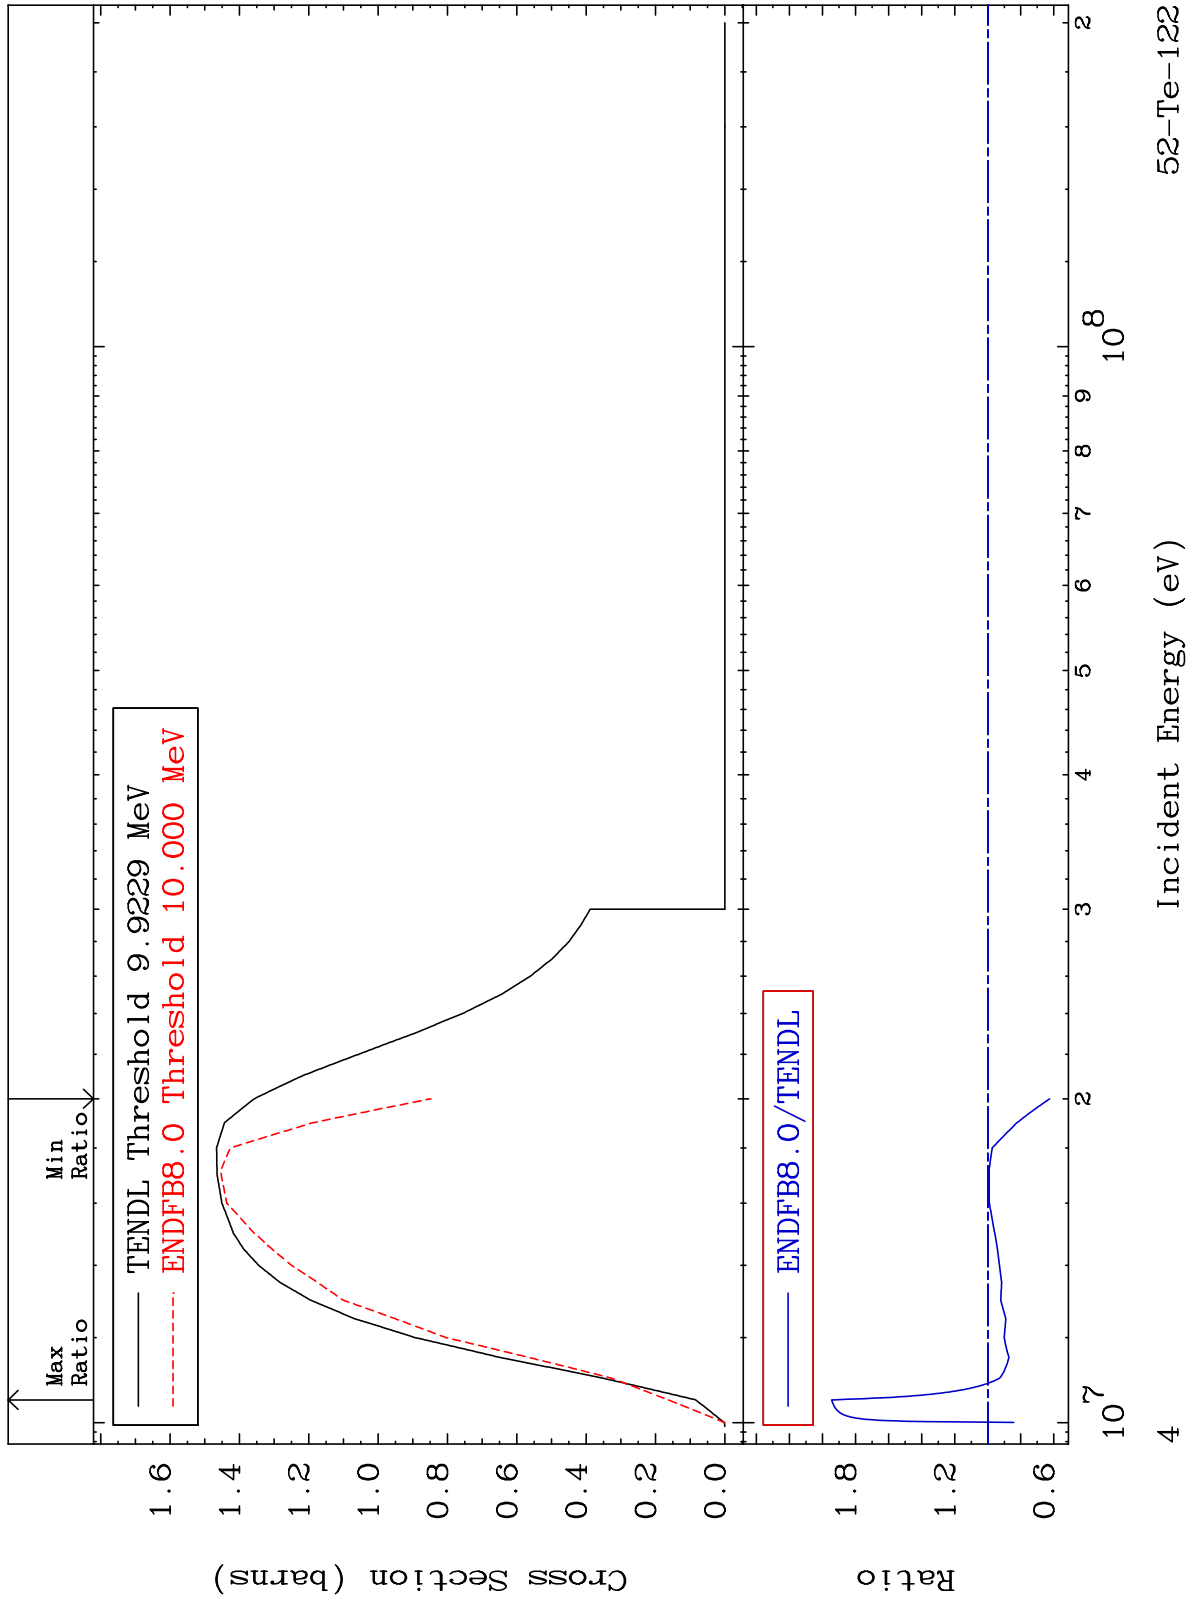 Max
Ratio
Min
Ratio
TENDL Threshold 9.9229 MeV
ENDFB8.0 Threshold 10.000 MeV
Cross Section (barns)
1.6
1.4
1.2
1.0
0.8
0.6
0.4
0.2
0.0
ENDFB8.0/TENDL
Ratio
1.8
1.2
0.6
10^7 2 3 4 5 6 7 8 9 10^8 2
Incident Energy (eV)
4
52-Te-122